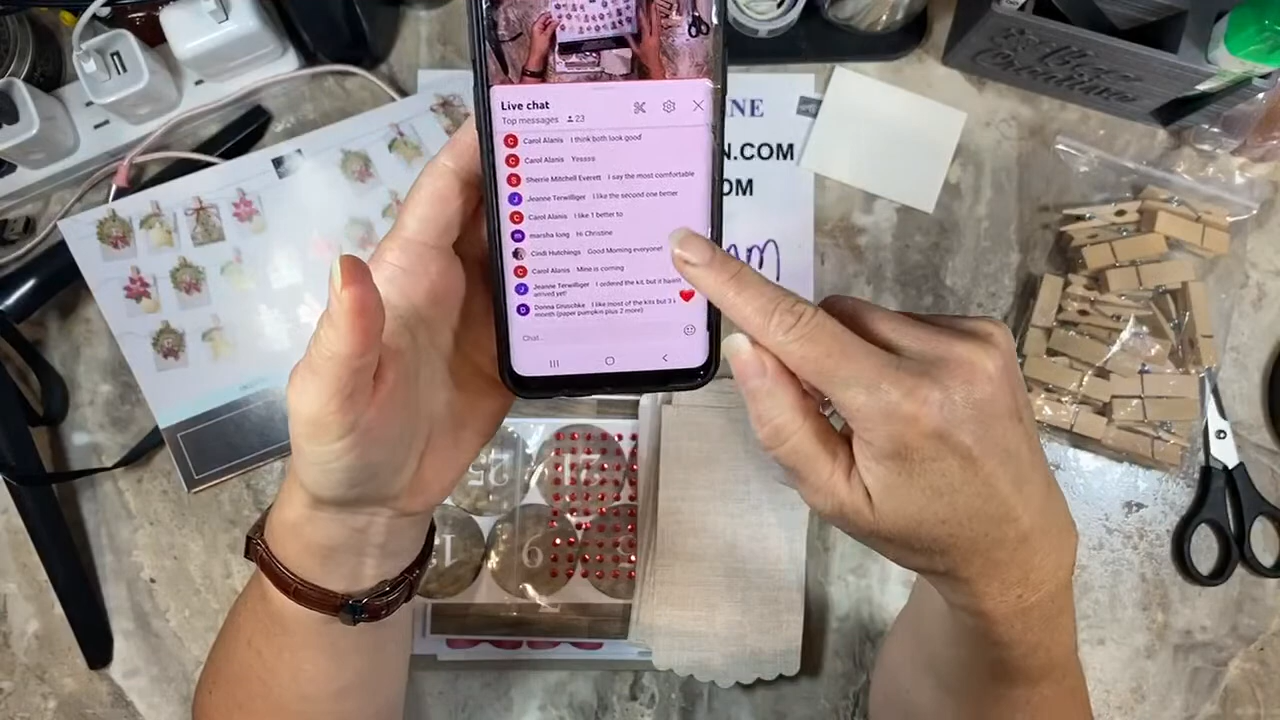 Live chat
Top messages 23
Carol Alanis I think both look good
Carol Alanis Yessss
Sherrie Mitchell Everett I say the most comfortable
Jeanne Terwilliger I like the second one better
Carol Alanis I like 1 better to
marsha long Hi Christine
Cindi Hutchings Good Morning everyone!
Carol Alanis Mine is coming
Jeanne Terwilliger I ordered the kit, but it hasn't
arrived yet!
Donna Gruschke I like most of the kits but 3
month (paper pumpkin plus 2 more)
Chat...
NE
N.COM
OM
25
21
9